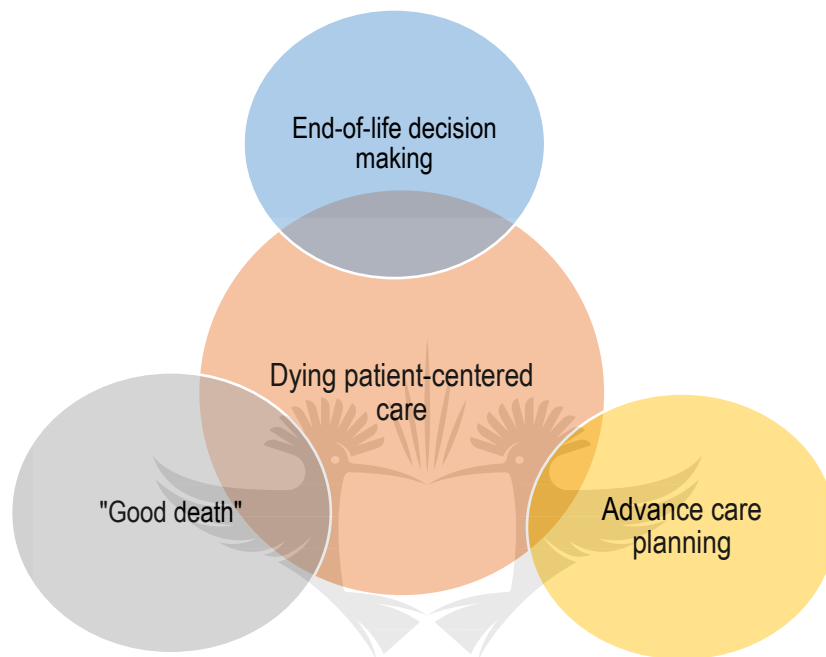 End-of-life decision
making
Dying patient-centered
care
"Good death"
Advance care
planning